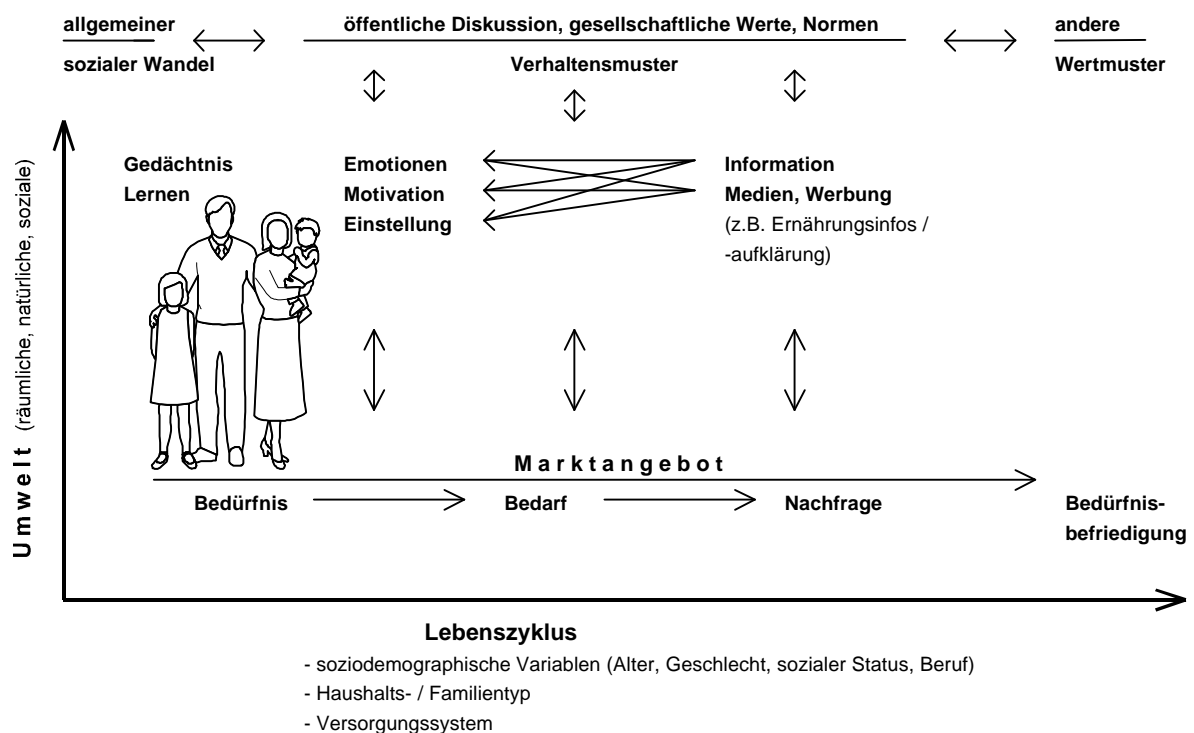 allgemeiner
öffentliche Diskussion, gesellschaftliche Werte, Normen
andere
sozialer Wandel
Verhaltensmuster
Wertmuster
Umwelt (räumliche, natürliche, soziale)
Gedächtnis
Lernen
Emotionen
Motivation
Einstellung
Information
Medien, Werbung
(z.B. Ernährungsinfos /
-aufklärung)
Marktangebot
Bedürfnis
Bedarf
Nachfrage
Bedürfnis-
befriedigung
Lebenszyklus
- soziodemographische Variablen (Alter, Geschlecht, sozialer Status, Beruf)
- Haushalts- / Familientyp
- Versorgungssystem